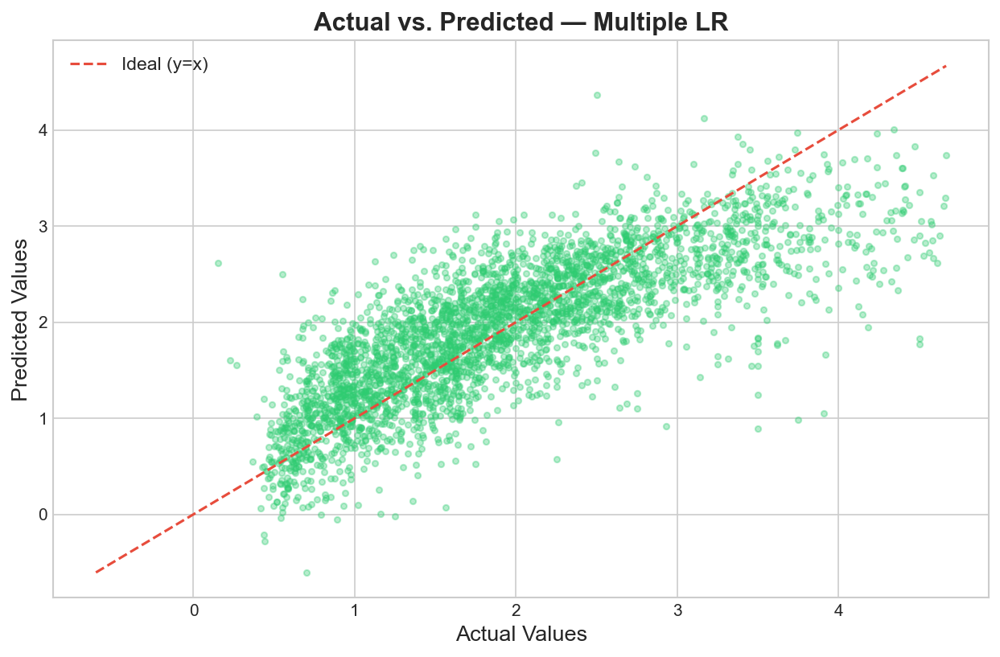 Actual vs. Predicted — Multiple LR
Ideal (y=x)
Predicted Values
4
3
2
1
0
0 1 2 3 4
Actual Values